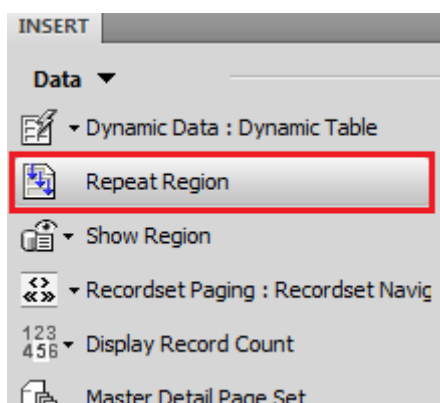 INSERT
Data
Dynamic Data : Dynamic Table
Repeat Region
Show Region
Recordset Paging : Recordset Navig
123
456
Display Record Count
Master Detail Page Set